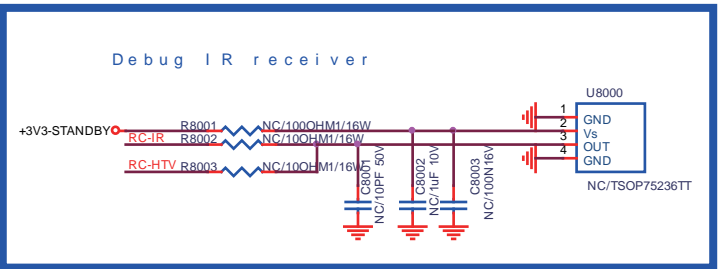 Debug IR receiver
U8000
+3V3-STANDBY R8001 NC/100OHM1/16W 1 GND
RC-IR R8002 NC/10OHM1/16W 2 Vs
3 OUT
RC-HTV R8003 NC/10OHM1/16W 4 GND
C8001
NC/10PF 50V
C8002
NC/1uF 10V
C8003
NC/100N16V
NC/TSOP75236TT